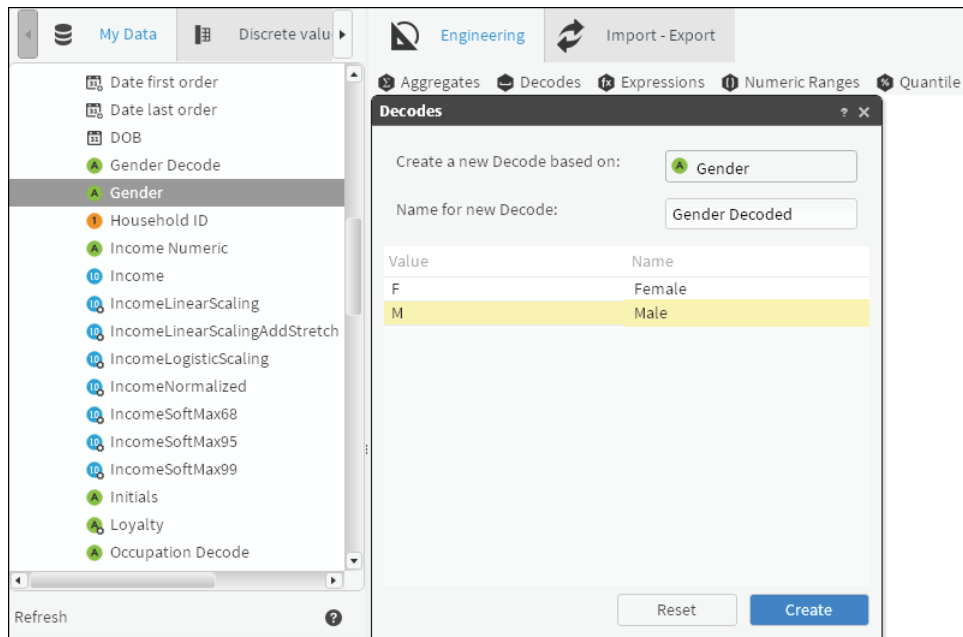 My Data
Discrete valu
Engineering
Import - Export
Date first order
Date last order
DOB
Gender Decode
Gender
Household ID
Income Numeric
Income
IncomeLinearScaling
IncomeLinearScalingAddStretch
IncomeLogisticScaling
IncomeNormalized
IncomeSoftMax68
IncomeSoftMax95
IncomeSoftMax99
Initials
Loyalty
Occupation Decode
Refresh
Aggregates Decodes Expressions Numeric Ranges Quantile
Decodes
Create a new Decode based on: Gender
Name for new Decode: Gender Decoded
Value Name
F Female
M Male
Reset Create